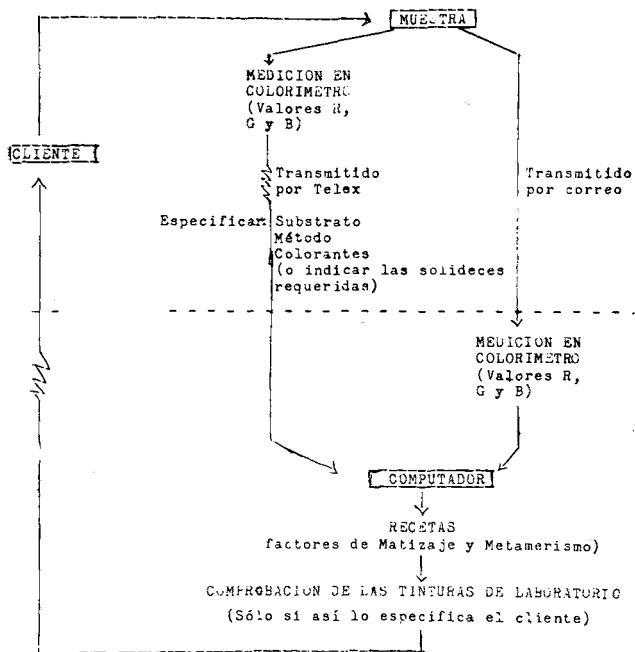 MUESTRA
MEDICION EN
COLORIMETRO
(Valores R,
G y B)
CLIENTE
Transmitido
por Telex
Transmitido
por correo
Especificar: Substrato
Método
Colorantes
(o indicar las solideces
requeridas)
MEDICION EN
COLORIMETRO
(Valores R,
G y B)
COMPUTADOR
RECETAS
factores de Matizaje y Metamerismo)
COMPROBACION DE LAS TINTURAS DE LABORATORIO
(Sólo si así lo especifica el cliente)